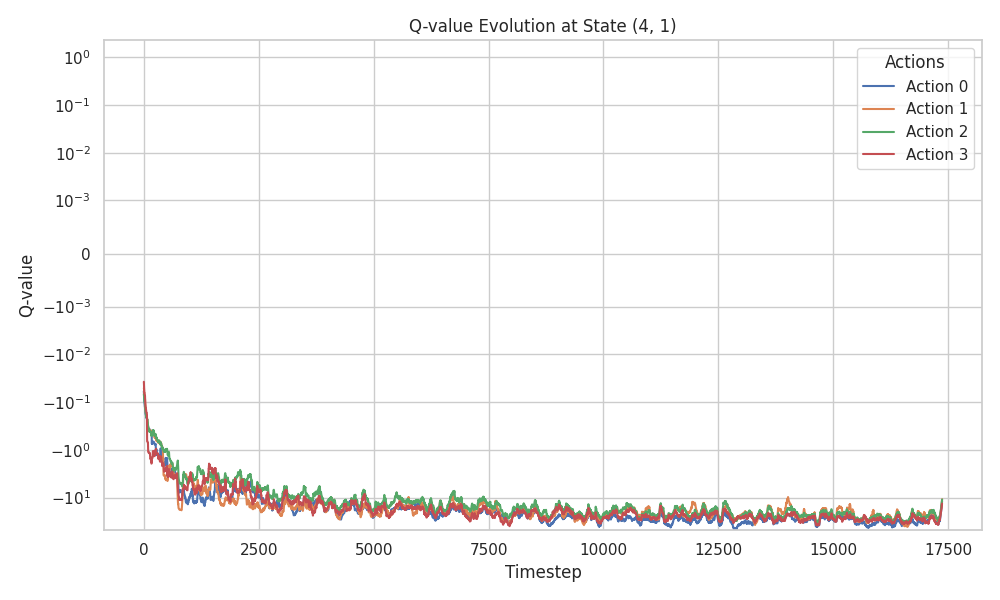 Q-value Evolution at State (4, 1)
Actions
Action 0
Action 1
Action 2
Action 3
Q-value
10⁰
10⁻¹
10⁻²
10⁻³
0
−10⁻³
−10⁻²
−10⁻¹
−10⁰
−10¹
0 2500 5000 7500 10000 12500 15000 17500
Timestep